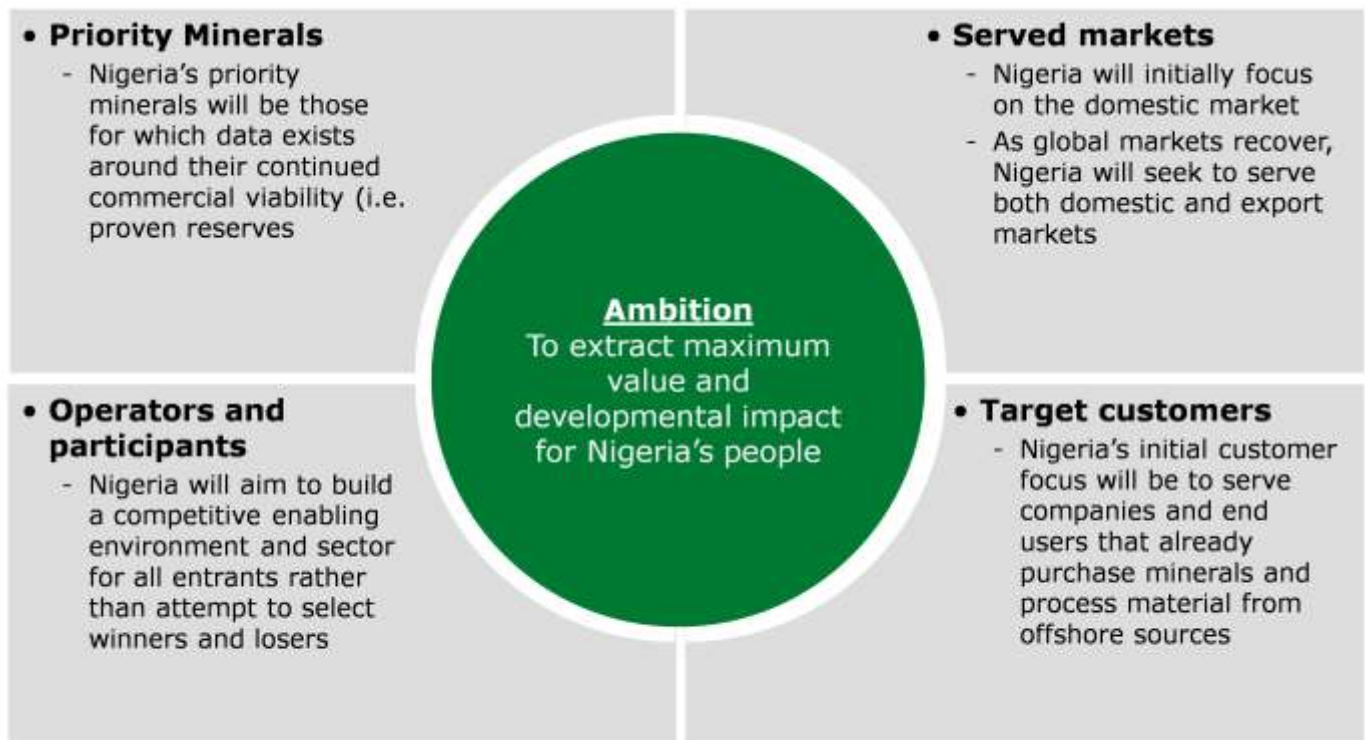 • Priority Minerals
- Nigeria's priority
minerals will be those
for which data exists
around their continued
commercial viability (i.e.
proven reserves
• Served markets
- Nigeria will initially focus
on the domestic market
- As global markets recover,
Nigeria will seek to serve
both domestic and export
markets
Ambition
To extract maximum
value and
developmental impact
for Nigeria's people
• Operators and
participants
- Nigeria will aim to build
a competitive enabling
environment and sector
for all entrants rather
than attempt to select
winners and losers
• Target customers
- Nigeria's initial customer
focus will be to serve
companies and end
users that already
purchase minerals and
process material from
offshore sources